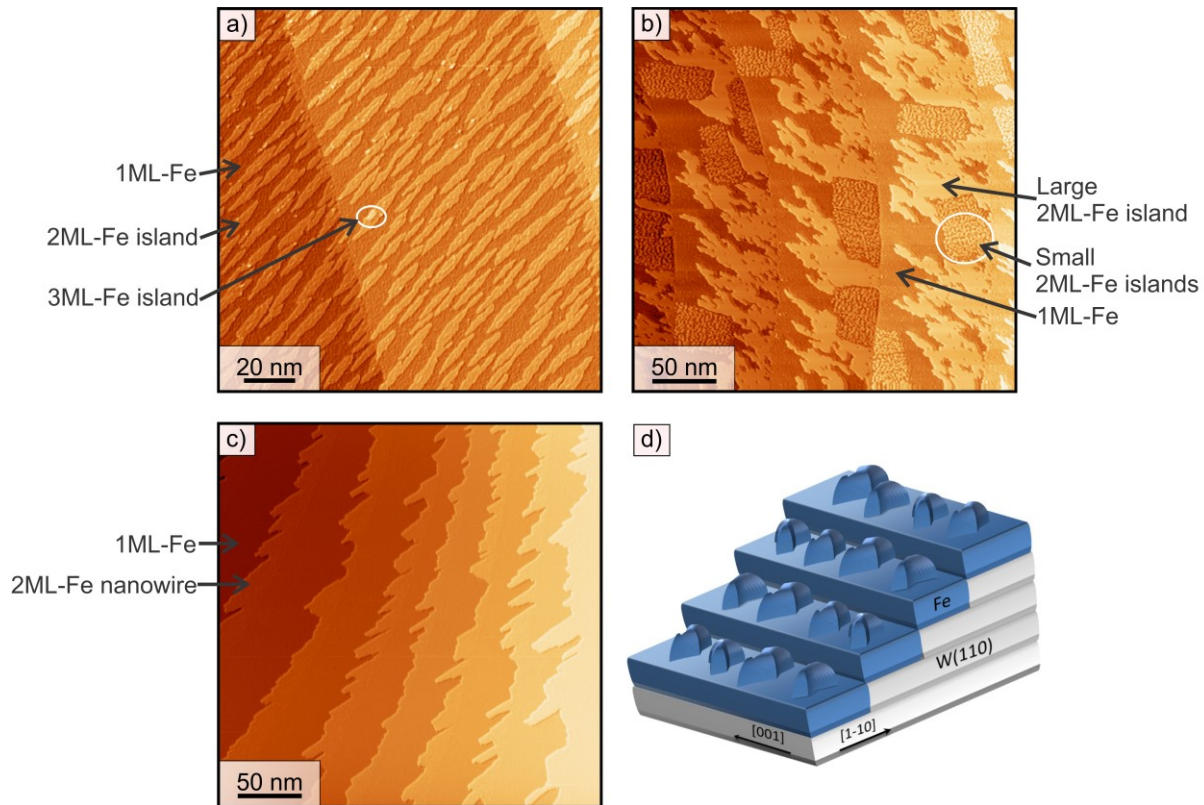 a)
1ML-Fe
2ML-Fe island
3ML-Fe island
20 nm
b)
Large
2ML-Fe island
Small
2ML-Fe islands
1ML-Fe
50 nm
c)
1ML-Fe
2ML-Fe nanowire
50 nm
d)
Fe
W(110)
[001]
[1-10]